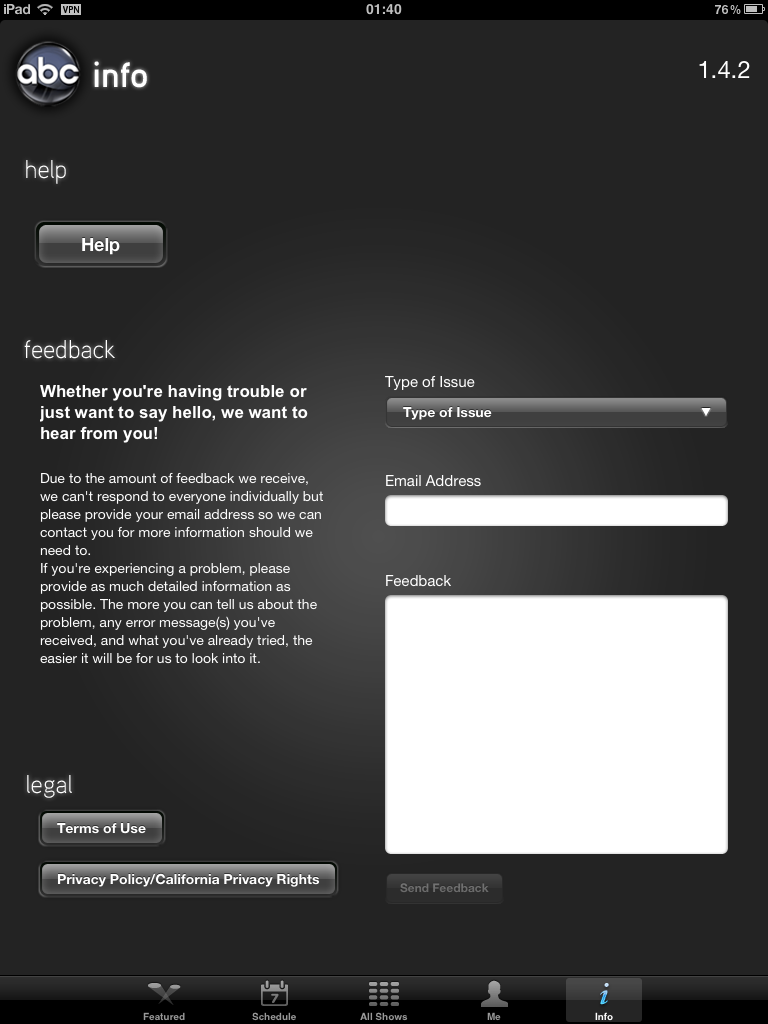 iPad VPN 01:40 76%
abc info 1.4.2
help
Help
feedback
Whether you're having trouble or
just want to say hello, we want to
hear from you!
Due to the amount of feedback we receive,
we can't respond to everyone individually but
please provide your email address so we can
contact you for more information should we
need to.
If you're experiencing a problem, please
provide as much detailed information as
possible. The more you can tell us about the
problem, any error message(s) you've
received, and what you've already tried, the
easier it will be for us to look into it.
Type of Issue
Type of Issue
Email Address
Feedback
Send Feedback
legal
Terms of Use
Privacy Policy/California Privacy Rights
7
Featured Schedule All Shows Me Info